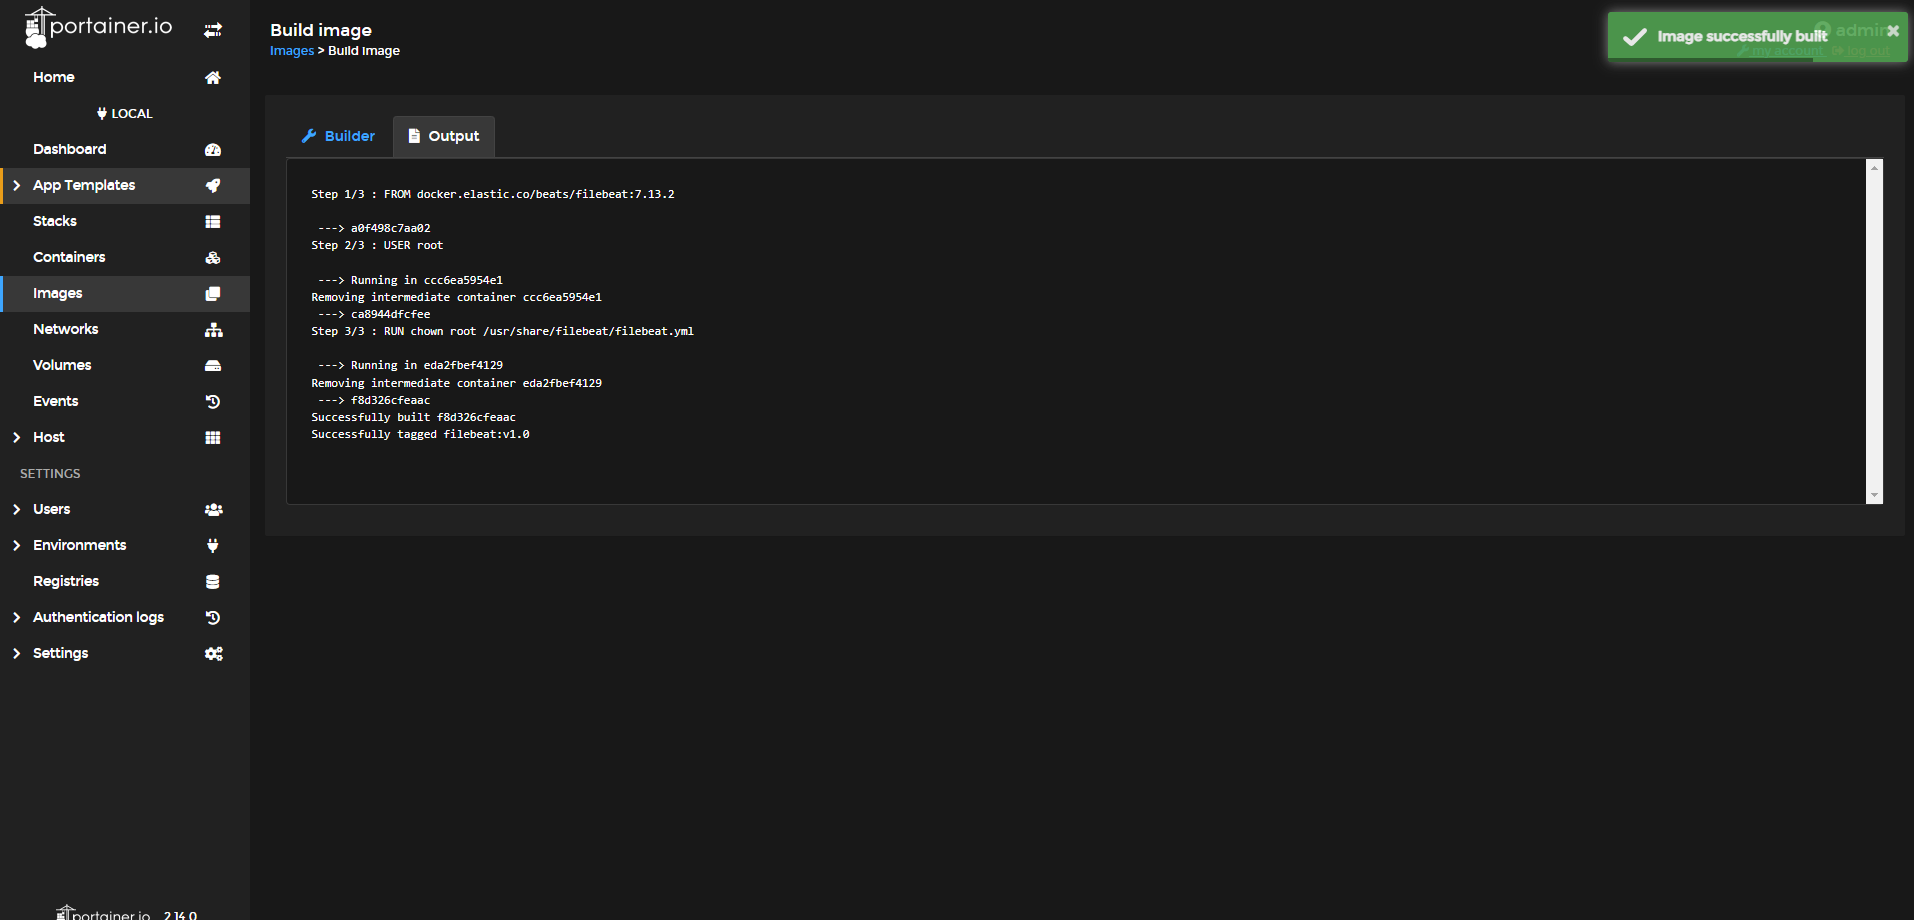 portainer.io
Home
LOCAL
Dashboard
App Templates
Stacks
Containers
Images
Networks
Volumes
Events
Host
SETTINGS
Users
Environments
Registries
Authentication logs
Settings
portainer.io 2.14.0
Build image
Images > Build image
Image successfully built
admin
my account log out
Builder
Output
Step 1/3 : FROM docker.elastic.co/beats/filebeat:7.13.2
---> a0f498c7aa02
Step 2/3 : USER root
---> Running in ccc6ea5954e1
Removing intermediate container ccc6ea5954e1
---> ca8944dfcfee
Step 3/3 : RUN chown root /usr/share/filebeat/filebeat.yml
---> Running in eda2fbef4129
Removing intermediate container eda2fbef4129
---> f8d326cfeaac
Successfully built f8d326cfeaac
Successfully tagged filebeat:v1.0